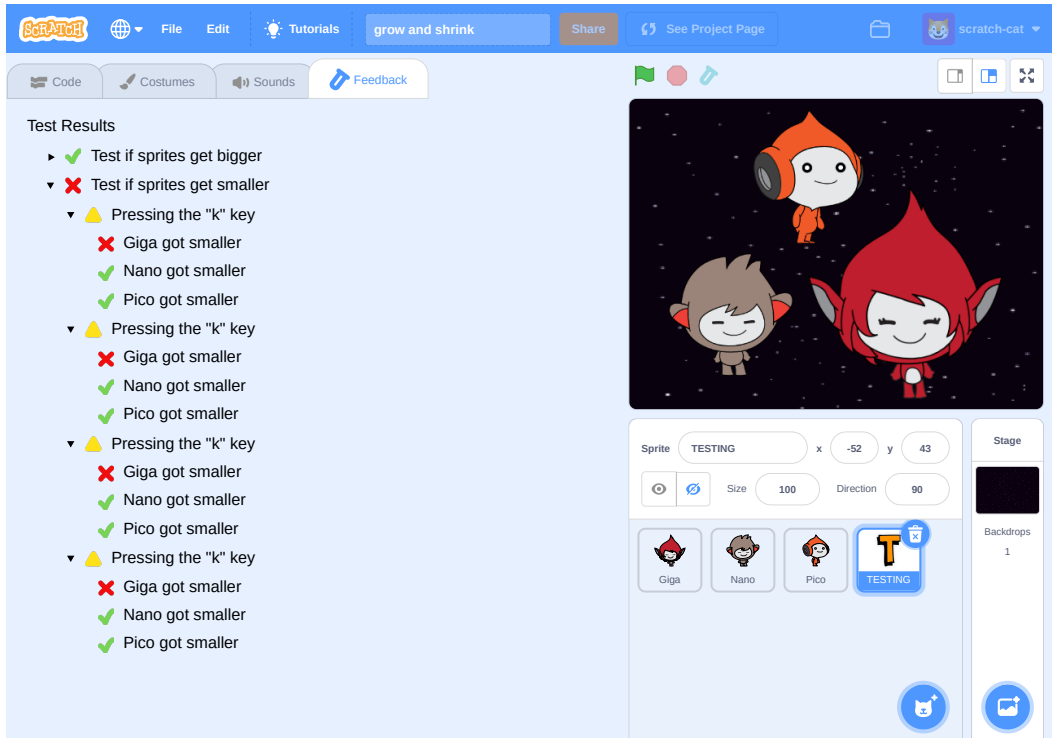 SCRATCH File Edit Tutorials grow and shrink Share See Project Page scratch-cat
Code Costumes Sounds Feedback
Test Results
Test if sprites get bigger
Test if sprites get smaller
Pressing the "k" key
Giga got smaller
Nano got smaller
Pico got smaller
Pressing the "k" key
Giga got smaller
Nano got smaller
Pico got smaller
Pressing the "k" key
Giga got smaller
Nano got smaller
Pico got smaller
Pressing the "k" key
Giga got smaller
Nano got smaller
Pico got smaller
Sprite TESTING x -52 y 43
Size 100 Direction 90
Giga Nano Pico T TESTING
Stage
Backdrops
1